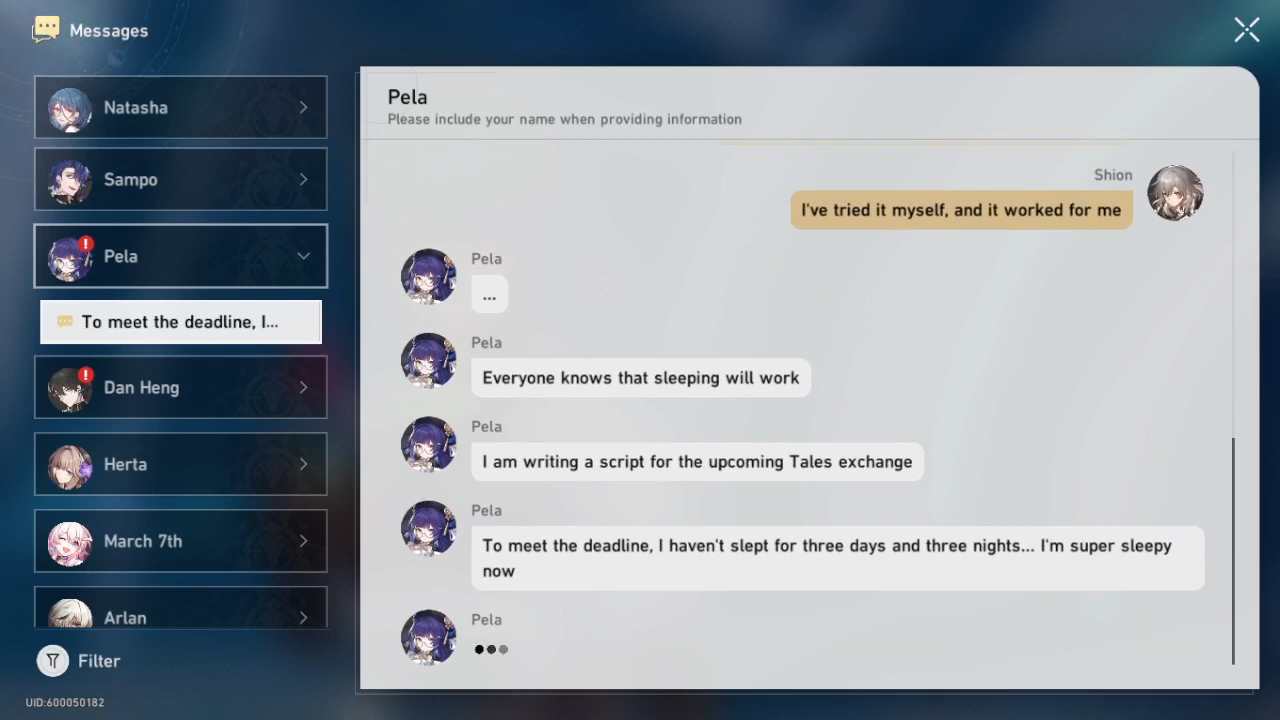 Messages
Natasha
Sampo
Pela
To meet the deadline, I...
Dan Heng
Herta
March 7th
Arlan
Filter
UID:600050182
Pela
Please include your name when providing information
Shion
I've tried it myself, and it worked for me
Pela
...
Pela
Everyone knows that sleeping will work
Pela
I am writing a script for the upcoming Tales exchange
Pela
To meet the deadline, I haven't slept for three days and three nights... I'm super sleepy
now
Pela